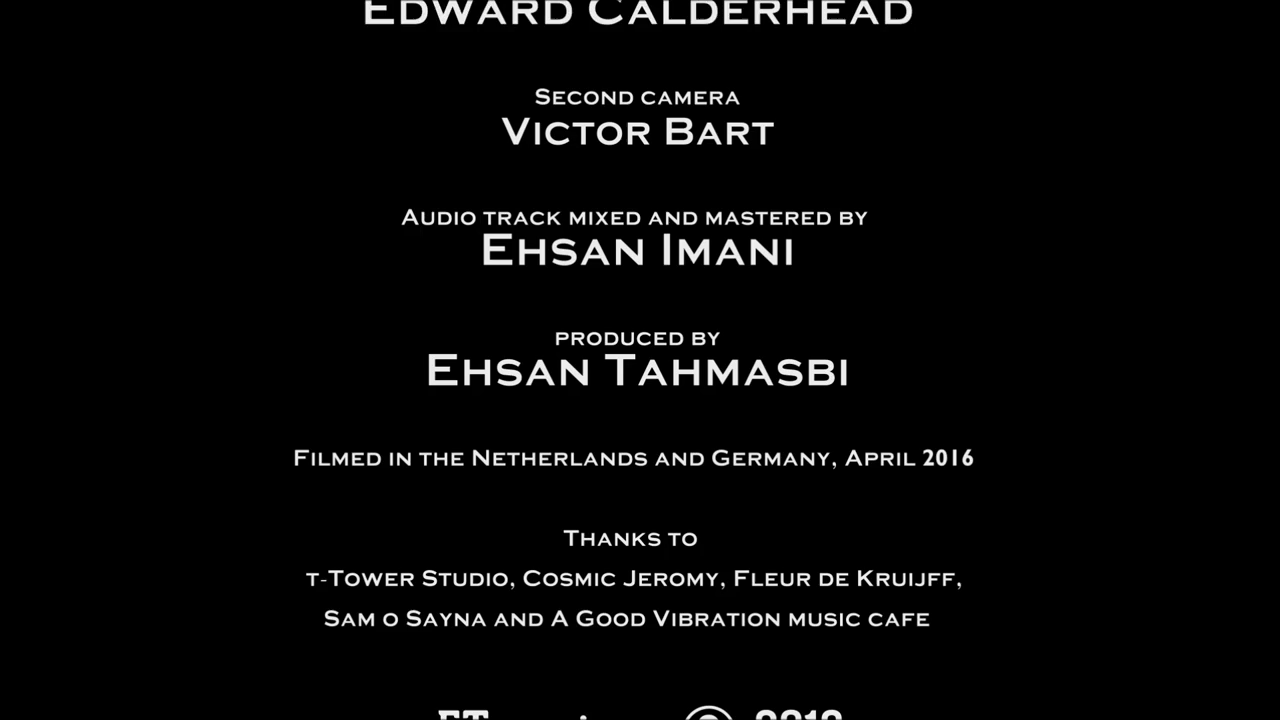 Edward Calderhead
Second camera
Victor Bart
Audio track mixed and mastered by
Ehsan Imani
produced by
Ehsan Tahmasbi
Filmed in the Netherlands and Germany, April 2016
Thanks to
t-Tower Studio, Cosmic Jeromy, Fleur de Kruijff,
Sam o Sayna and A Good Vibration music cafe